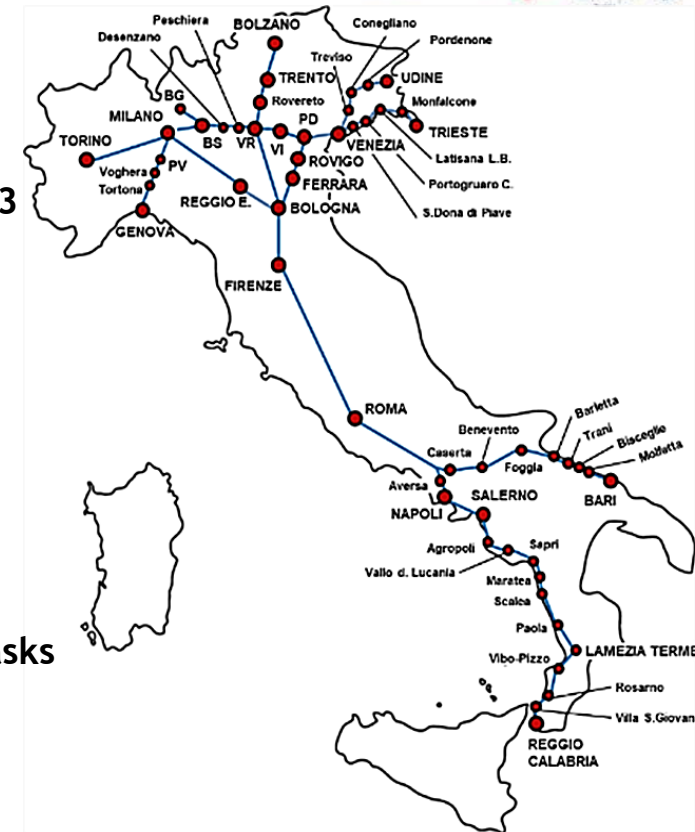 Peschiera
BOLZANO
Conegliano
Desenzano
Treviso
Pordenone
TRENTO
UDINE
BG
Rovereto
Monfalcone
MILANO
PD
TORINO
BS
VR
VI
VENEZIA
TRIESTE
PV
ROVIGO
Latisana L.B.
Voghera
FERRARA
Portogruaro C.
Tortona
3
REGGIO E.
BOLOGNA
S.Dona di Piave
GENOVA
FIRENZE
ROMA
Barletta
Benevento
Trani
Bisceglie
Caserta
Molfetta
Foggia
Aversa
SALERNO
BARI
NAPOLI
Agropoli
Sapri
Vallo d. Lucania
Maratea
Scalea
Paola
asks
LAMEZIA TERME
Vibo-Pizzo
Rosarno
Villa S.Giovan
REGGIO
CALABRIA